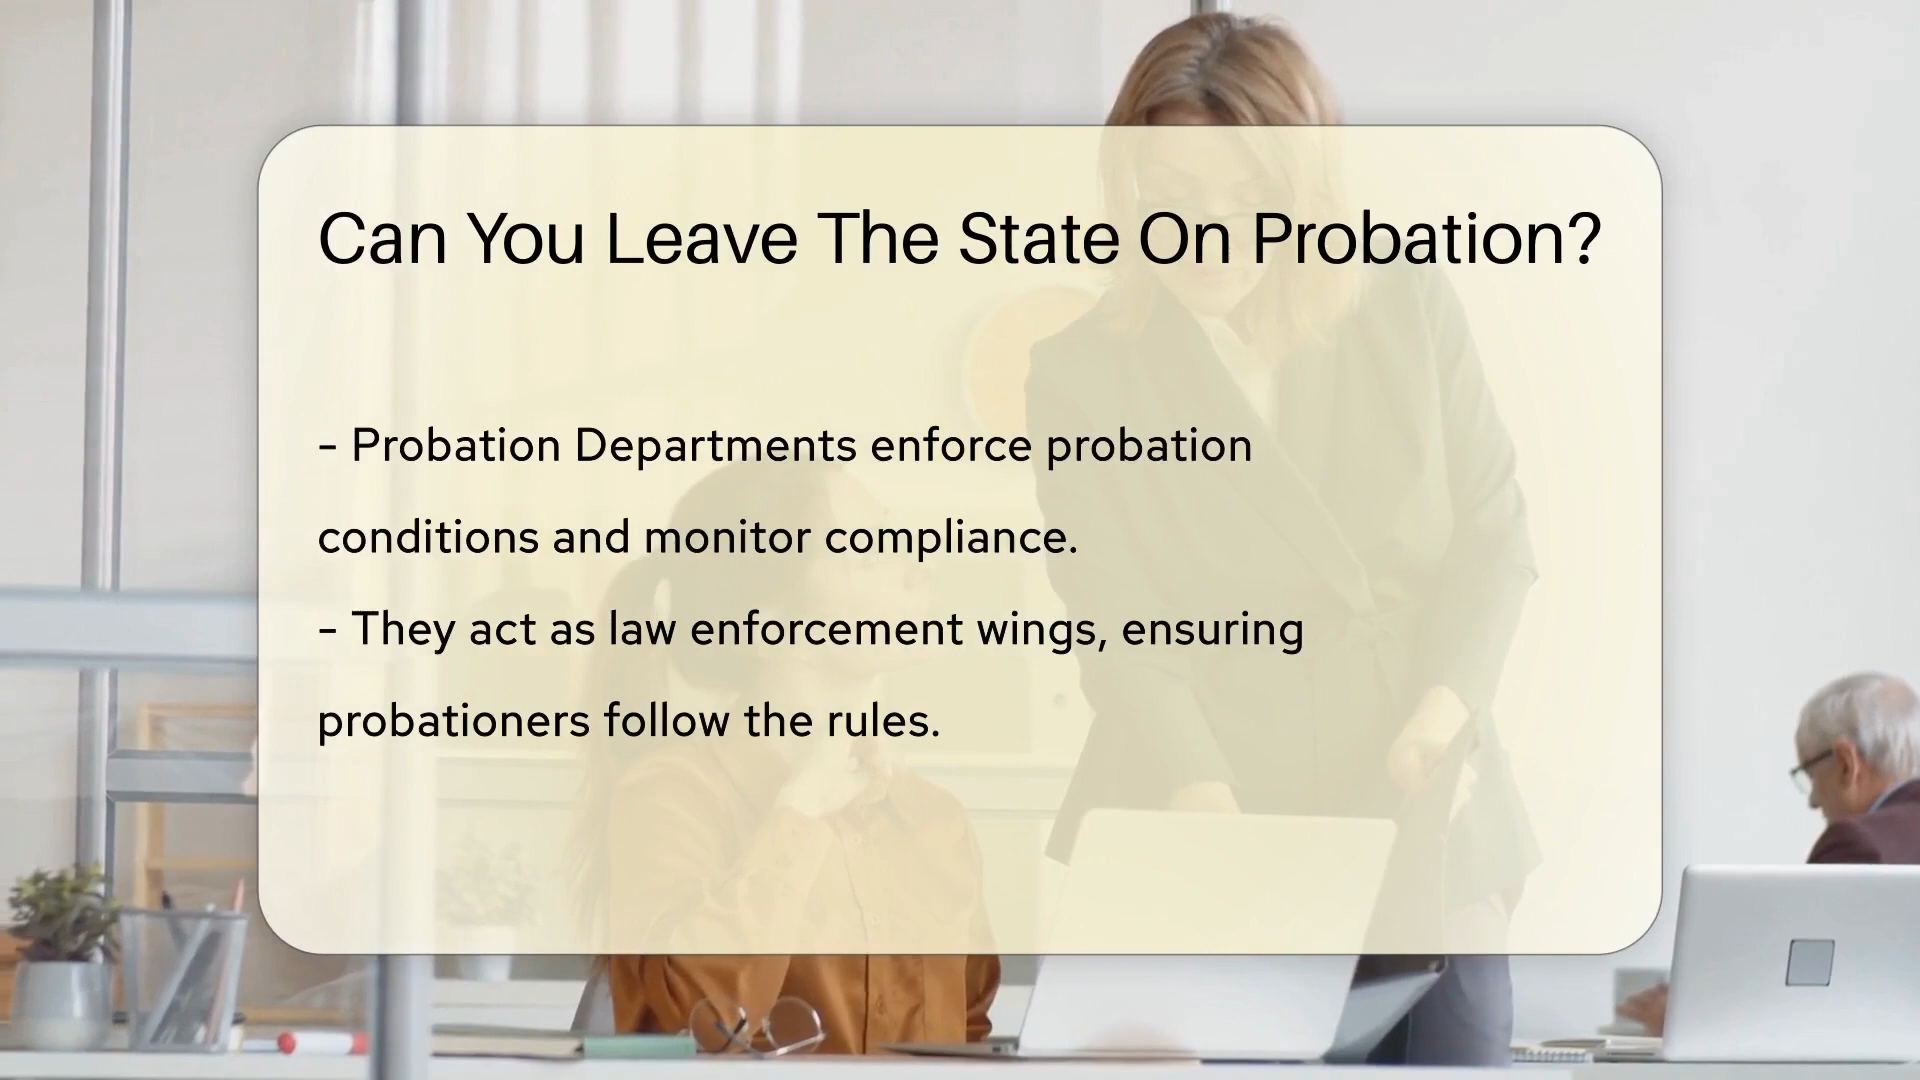 Can You Leave The State On Probation?
- Probation Departments enforce probation
conditions and monitor compliance.
- They act as law enforcement wings, ensuring
probationers follow the rules.